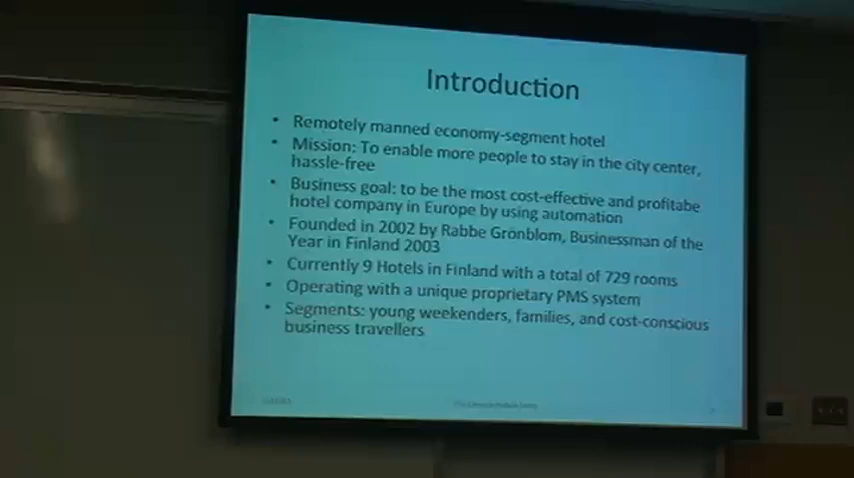 Introduction
• Remotely manned economy-segment hotel
• Mission: To enable more people to stay in the city center,
hassle-free
• Business goal: to be the most cost-effective and profitabe
hotel company in Europe by using automation
• Founded in 2002 by Rabbe Grönblom, Businessman of the
Year in Finland 2003
• Currently 9 Hotels in Finland with a total of 729 rooms
• Operating with a unique proprietary PMS system
• Segments: young weekenders, families, and cost-conscious
business travellers